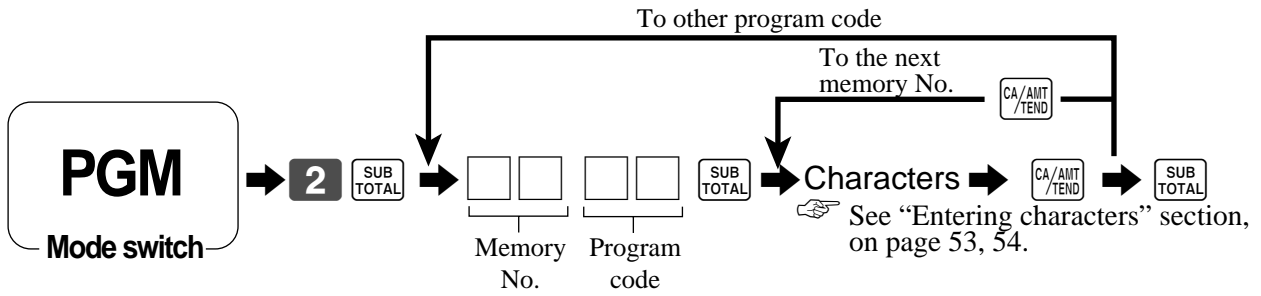 To other program code
To the next
memory No.
CA/AMT
/TEND
PGM
Mode switch
2
SUB
TOTAL
SUB
TOTAL
Characters
CA/AMT
/TEND
SUB
TOTAL
See “Entering characters” section,
on page 53, 54.
Memory
No.
Program
code